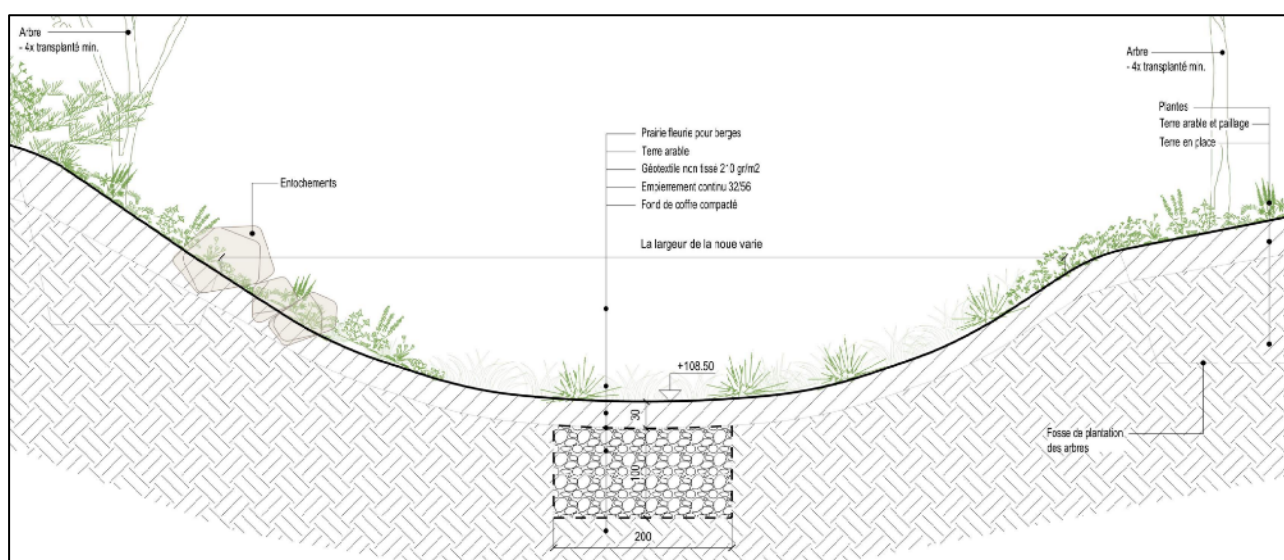 Arbre
- 4x transplanté min.
Arbre
- 4x transplanté min.
Plantes
Terre arable et paillage
Terre en place
Prairie fleurie pour berges
Terre arable
Géotextile non tissé 210 gr/m2
Empierrement continu 32/56
Fond de coffre compacté
Enrochements
La largeur de la noue varie
+108.50
30
Fosse de plantation
des arbres
100
200